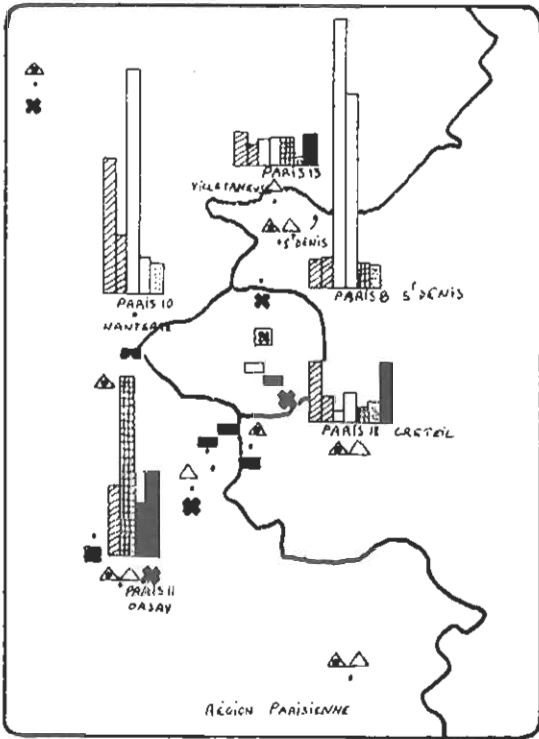 PARIS 13
VILLETANEUSE
+ S^T DENIS
PARIS 10
NANTERRE
PARIS 8 S^T DENIS
PARIS 12 CRETEIL
PARIS 11
ORSAY
RÉGION PARISIENNE